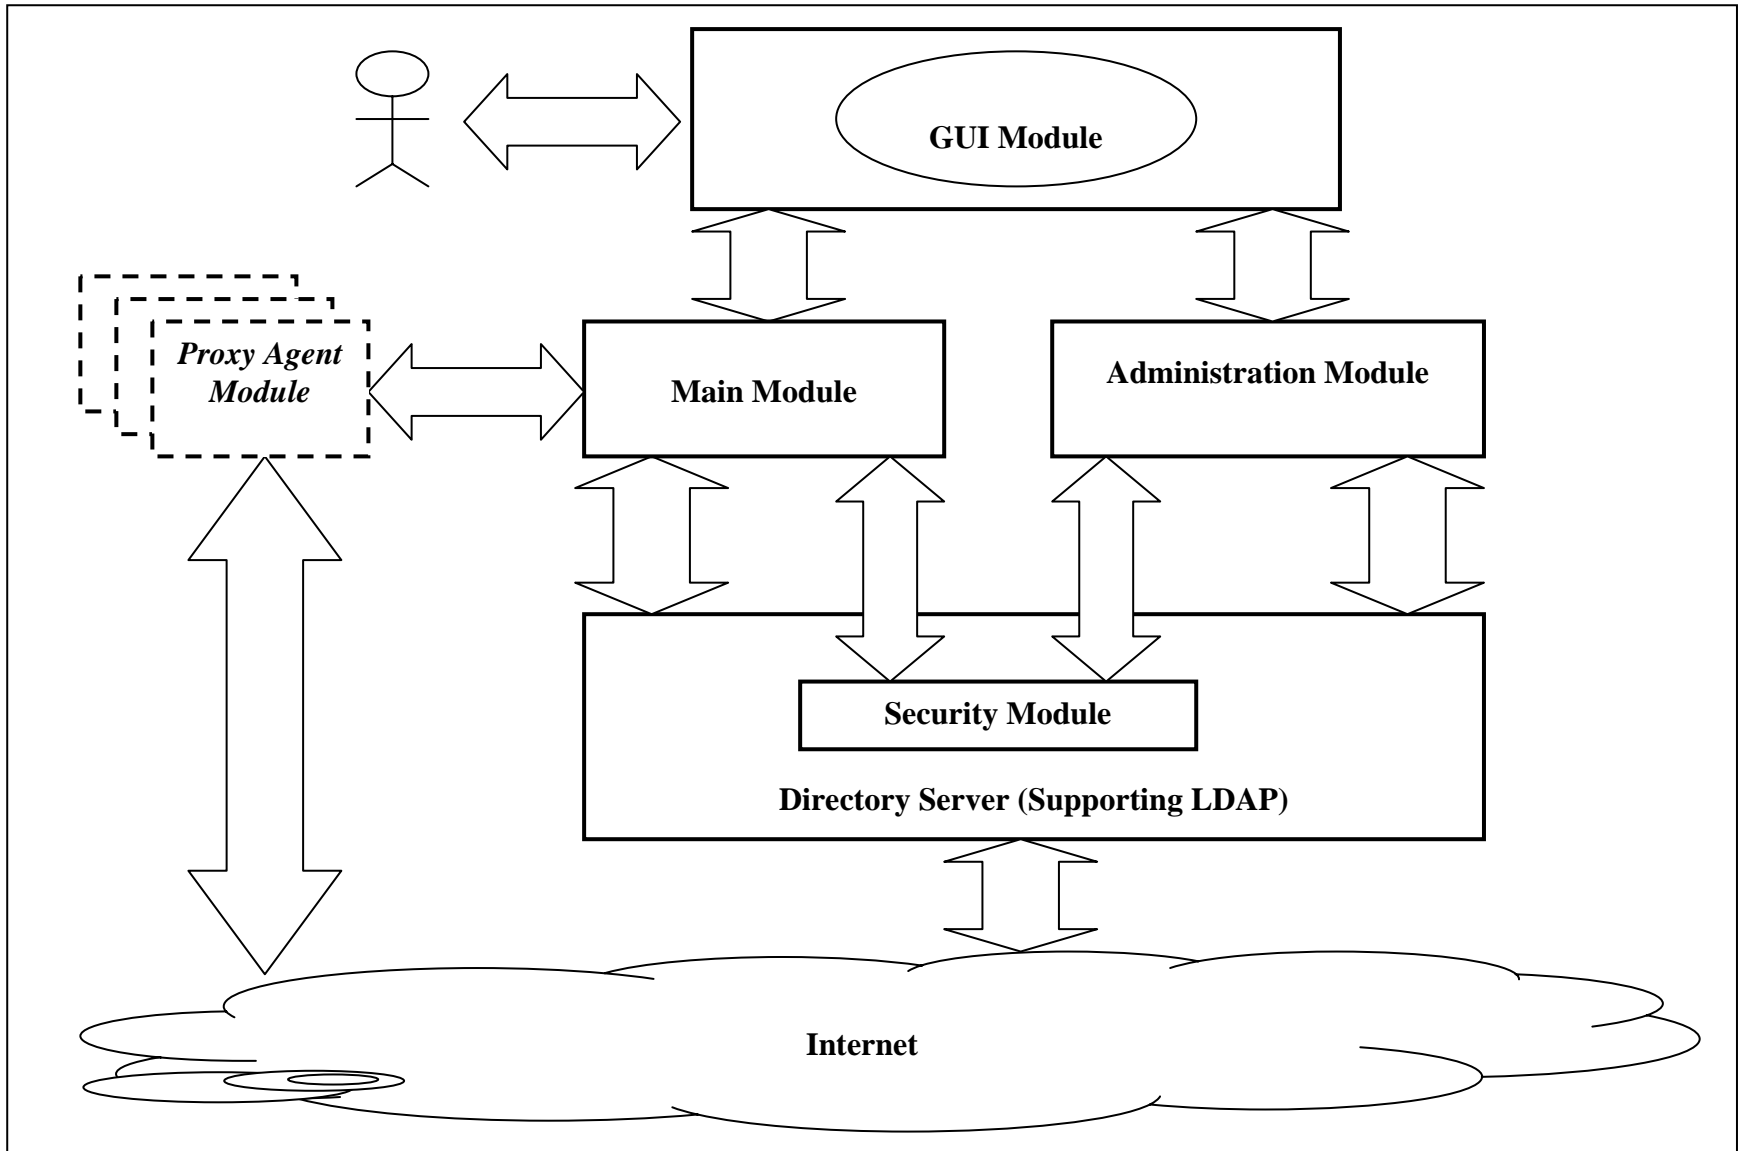 GUI Module
Proxy Agent
Module
Main Module
Administration Module
Security Module
Directory Server (Supporting LDAP)
Internet